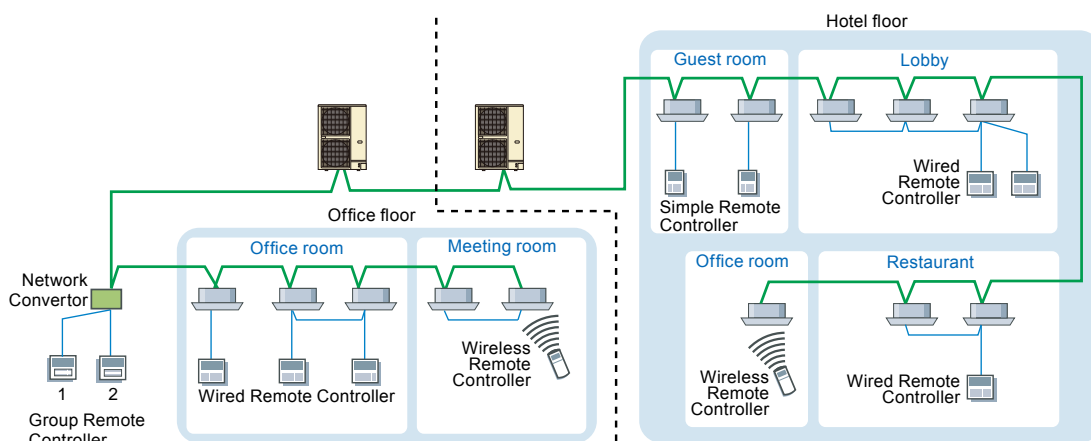 Hotel floor
Guest room
Lobby
Wired
Remote
Controller
Simple Remote
Controller
Office floor
Office room
Meeting room
Network
Convertor
Wireless
Remote
Controller
1
2
Wired Remote Controller
Group Remote
Controller
Office room
Restaurant
Wireless
Remote
Controller
Wired Remote
Controller